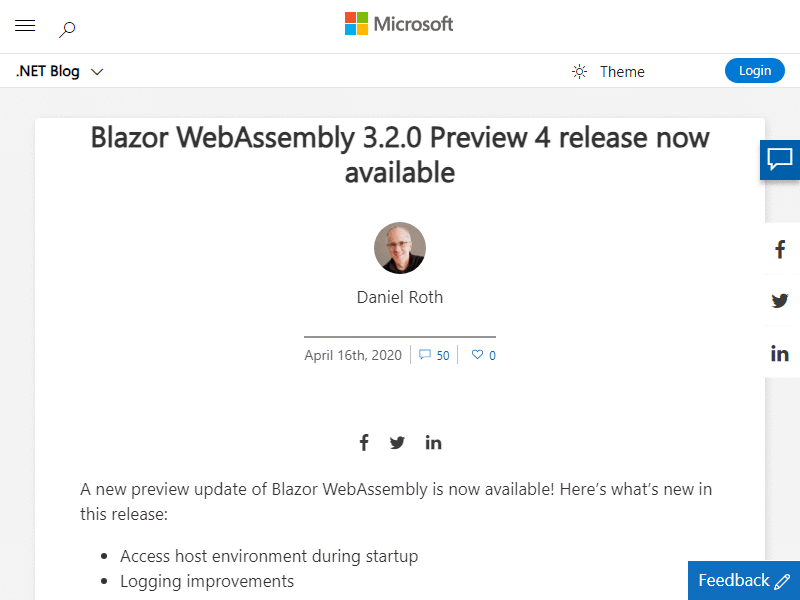 Microsoft
.NET Blog
Theme
Login
Blazor WebAssembly 3.2.0 Preview 4 release now
available
Daniel Roth
April 16th, 2020
50
0
A new preview update of Blazor WebAssembly is now available! Here’s what’s new in
this release:
Access host environment during startup
Logging improvements
Feedback